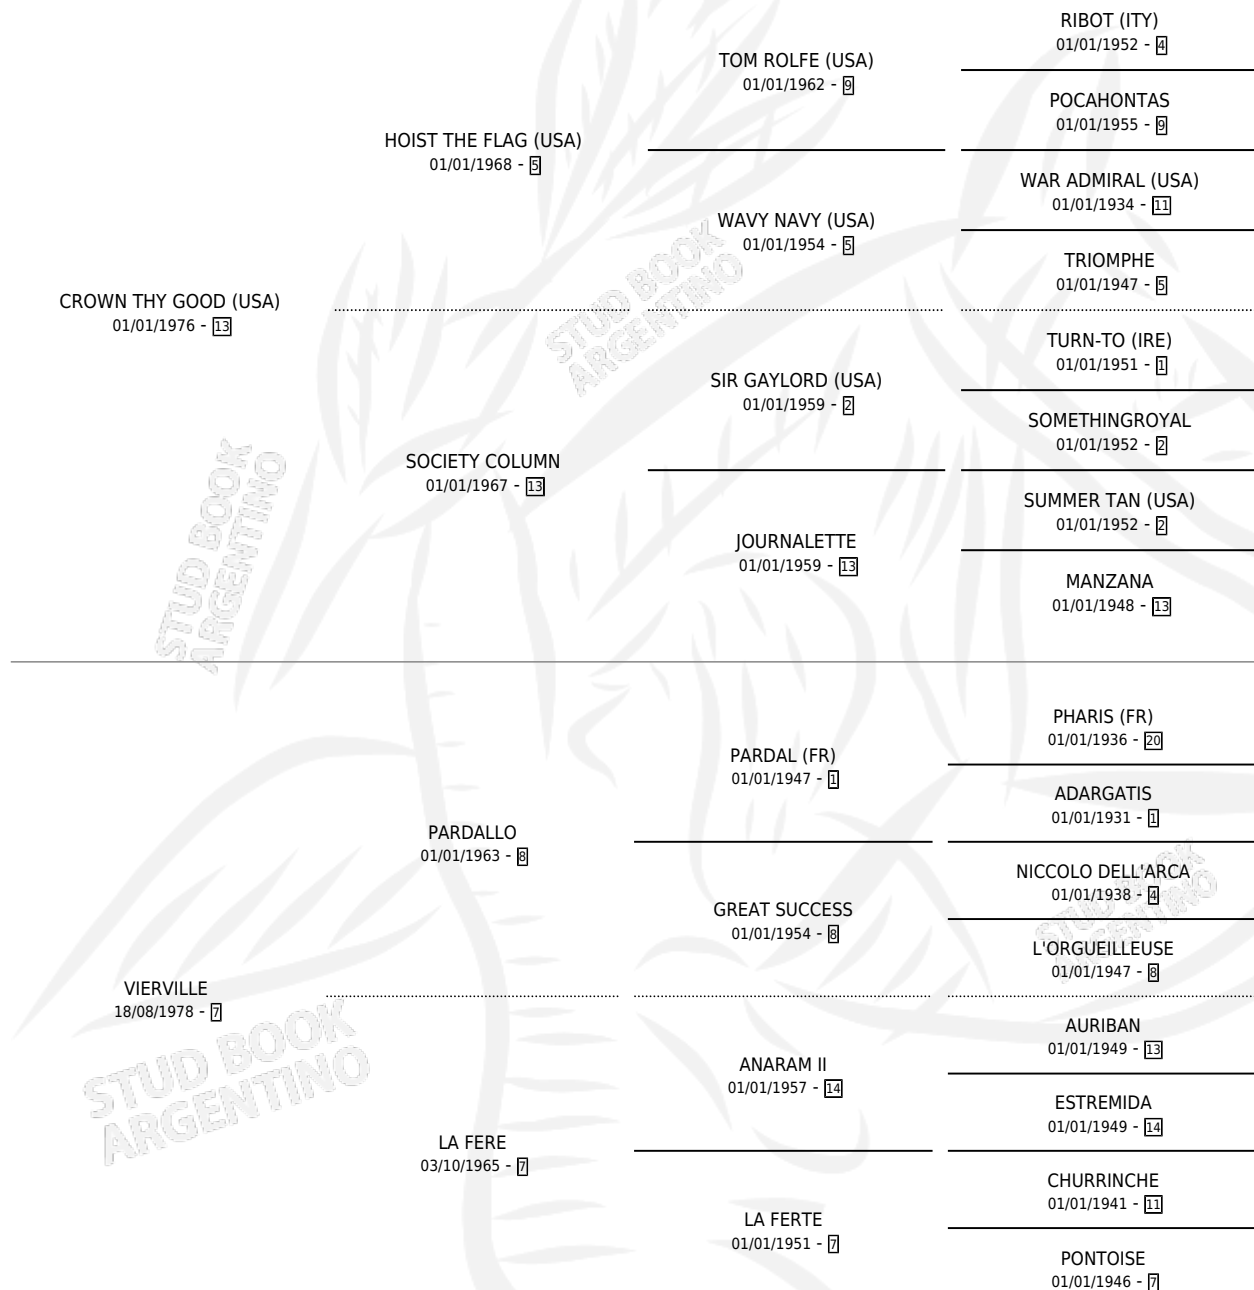 RIBOT (ITY)
01/01/1952 - 4
TOM ROLFE (USA)
01/01/1962 - 9
POCAHONTAS
01/01/1955 - 9
HOIST THE FLAG (USA)
01/01/1968 - 5
WAR ADMIRAL (USA)
01/01/1934 - 11
WAVY NAVY (USA)
01/01/1954 - 5
TRIOMPHE
01/01/1947 - 5
CROWN THY GOOD (USA)
01/01/1976 - 13
STUD BOOK
ARGENTINO
TURN-TO (IRE)
01/01/1951 - 1
SIR GAYLORD (USA)
01/01/1959 - 2
SOMETHINGROYAL
01/01/1952 - 2
SOCIETY COLUMN
01/01/1967 - 13
SUMMER TAN (USA)
01/01/1952 - 2
JOURNALETTE
01/01/1959 - 13
MANZANA
01/01/1948 - 13
STUD BOOK
ARGENTINO
PHARIS (FR)
01/01/1936 - 20
PARDAL (FR)
01/01/1947 - 1
ADARGATIS
01/01/1931 - 1
PARDALLO
01/01/1963 - 8
NICCOLO DELL'ARCA
01/01/1938 - 4
GREAT SUCCESS
01/01/1954 - 8
L'ORGUEILLEUSE
01/01/1947 - 8
STUD BOOK
ARGENTINO
VIERVILLE
18/08/1978 - 7
AURIBAN
01/01/1949 - 13
ANARAM II
01/01/1957 - 14
ESTREMIDA
01/01/1949 - 14
STUD BOOK
ARGENTINO
LA FERE
03/10/1965 - 7
CHURRINCHE
01/01/1941 - 11
LA FERTE
01/01/1951 - 7
PONTOISE
01/01/1946 - 7